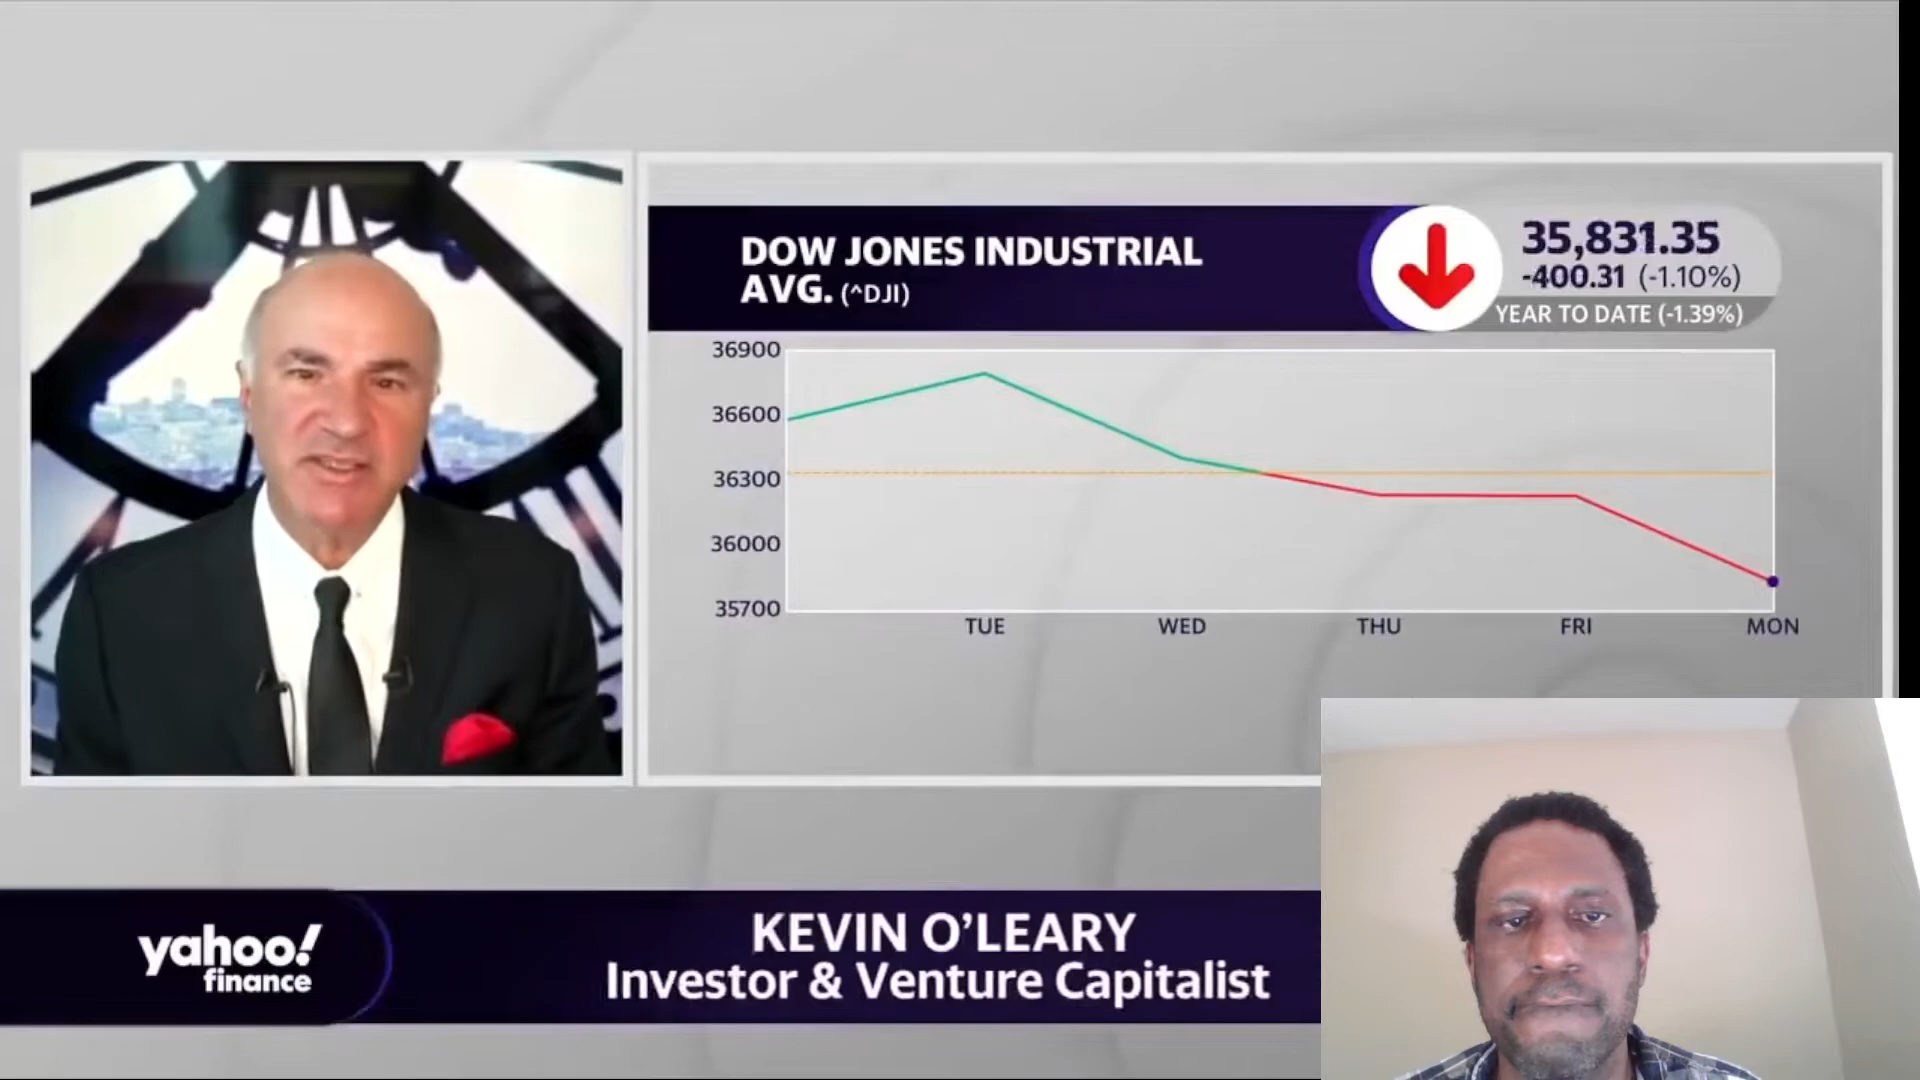 DOW JONES INDUSTRIAL
AVG. (^DJI)
35,831.35
-400.31 (-1.10%)
YEAR TO DATE (-1.39%)
36900
36600
36300
36000
35700
TUE WED THU FRI MON
yahoo!
finance
KEVIN O'LEARY
Investor & Venture Capitalist